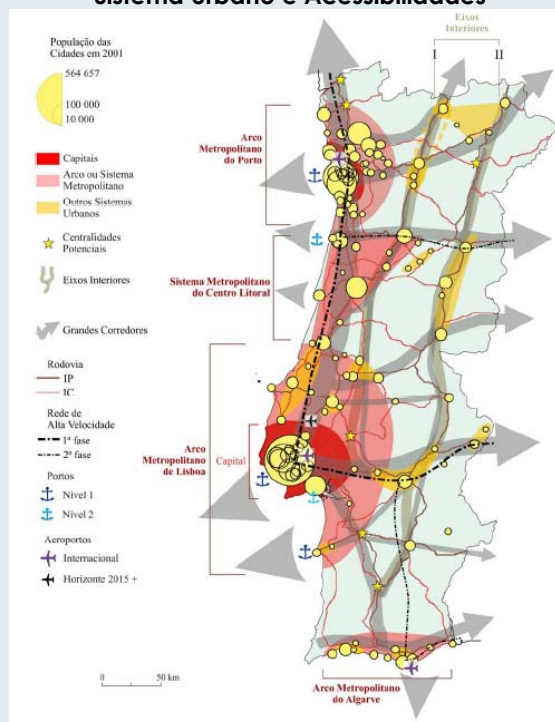 Sistema Urbano e Acessibilidades
População das
Cidades em 2001
564 657
100 000
10 000
Capitais
Arco ou Sistema
Metropolitano
Outros Sistemas
Urbanos
Centralidades
Potenciais
Eixos Interiores
Grandes Corredores
Rodovia
IP
IC
Rede de
Alta Velocidade
1ª fase
2ª fase
Portos
Nível 1
Nível 2
Aeroportos
Internacional
Horizonte 2015 +
0 50 km
Eixos
Interiores
I II
Arco
Metropolitano
do Porto
Sistema Metropolitano
do Centro Litoral
Arco
Metropolitano
de Lisboa
Capital
Arco Metropolitano
do Algarve